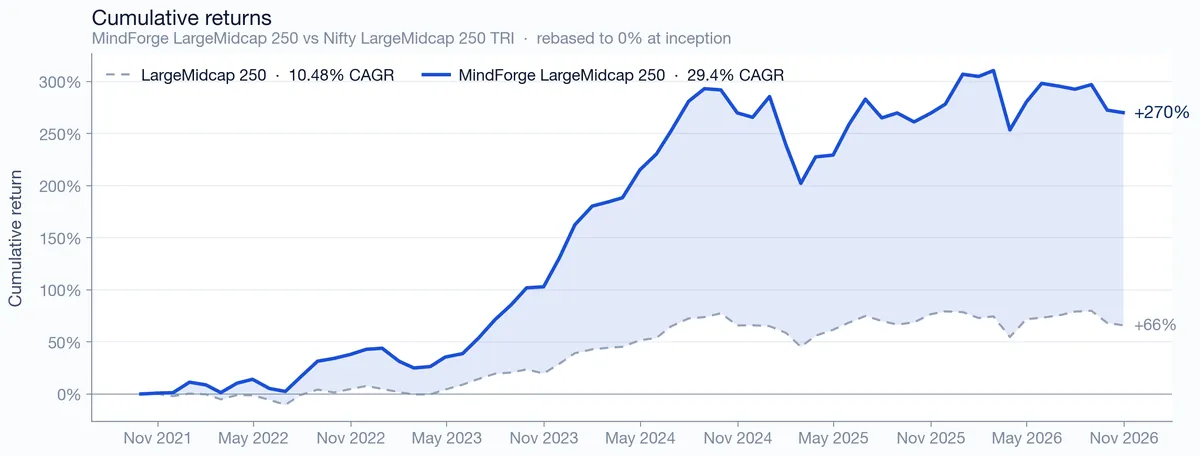 Cumulative returns
MindForge LargeMidcap 250 vs Nifty LargeMidcap 250 TRI · rebased to 0% at inception
LargeMidcap 250 · 10.48% CAGR
MindForge LargeMidcap 250 · 29.4% CAGR
Cumulative return
300%
250%
200%
150%
100%
50%
0%
+270%
+66%
Nov 2021
May 2022
Nov 2022
May 2023
Nov 2023
May 2024
Nov 2024
May 2025
Nov 2025
May 2026
Nov 2026